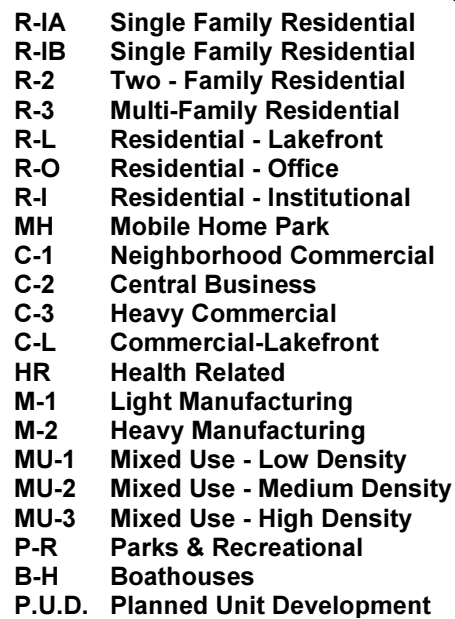 R-IA Single Family Residential
R-IB Single Family Residential
R-2 Two - Family Residential
R-3 Multi-Family Residential
R-L Residential - Lakefront
R-O Residential - Office
R-I Residential - Institutional
MH Mobile Home Park
C-1 Neighborhood Commercial
C-2 Central Business
C-3 Heavy Commercial
C-L Commercial-Lakefront
HR Health Related
M-1 Light Manufacturing
M-2 Heavy Manufacturing
MU-1 Mixed Use - Low Density
MU-2 Mixed Use - Medium Density
MU-3 Mixed Use - High Density
P-R Parks & Recreational
B-H Boathouses
P.U.D. Planned Unit Development